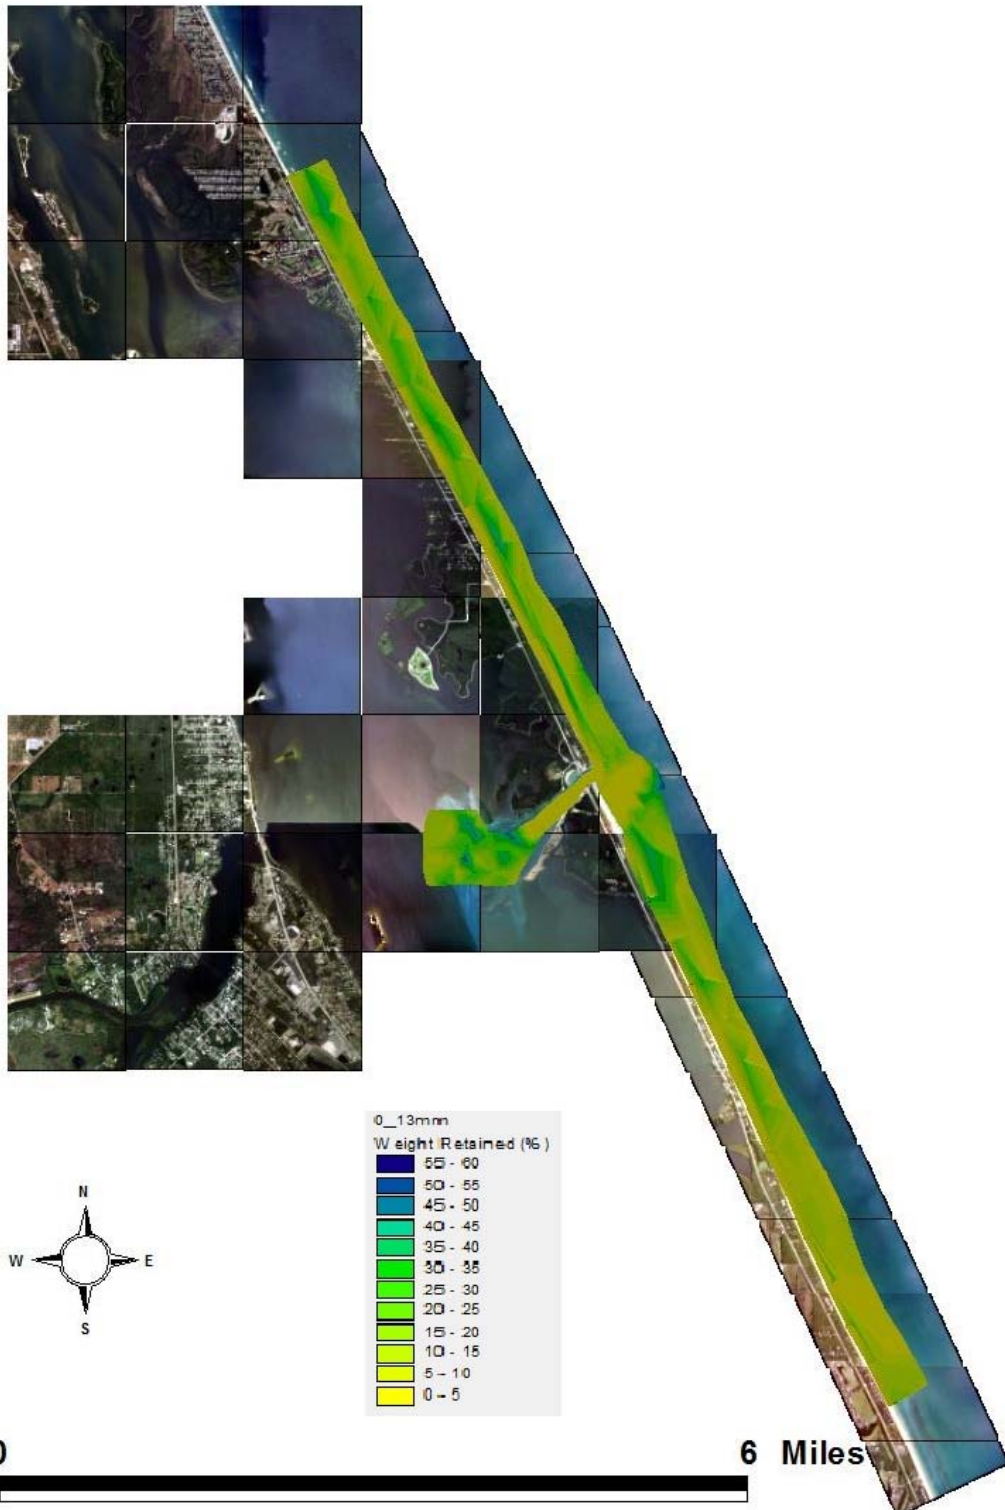 0_13mm
Weight Retained (%)
55 - 60
50 - 55
45 - 50
40 - 45
35 - 40
30 - 35
25 - 30
20 - 25
15 - 20
10 - 15
5 - 10
0 - 5
N
W E
S
0 6 Miles